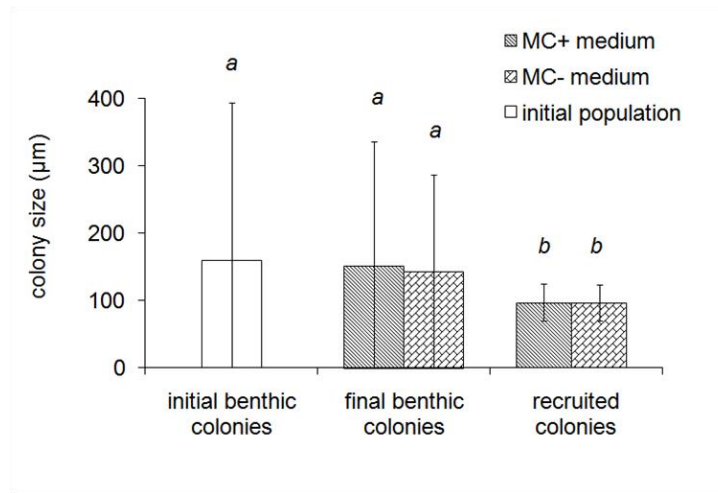 MC+ medium
MC- medium
initial population
a
a
a
b
b
colony size (µm)
400
300
200
100
0
initial benthic
colonies
final benthic
colonies
recruited
colonies